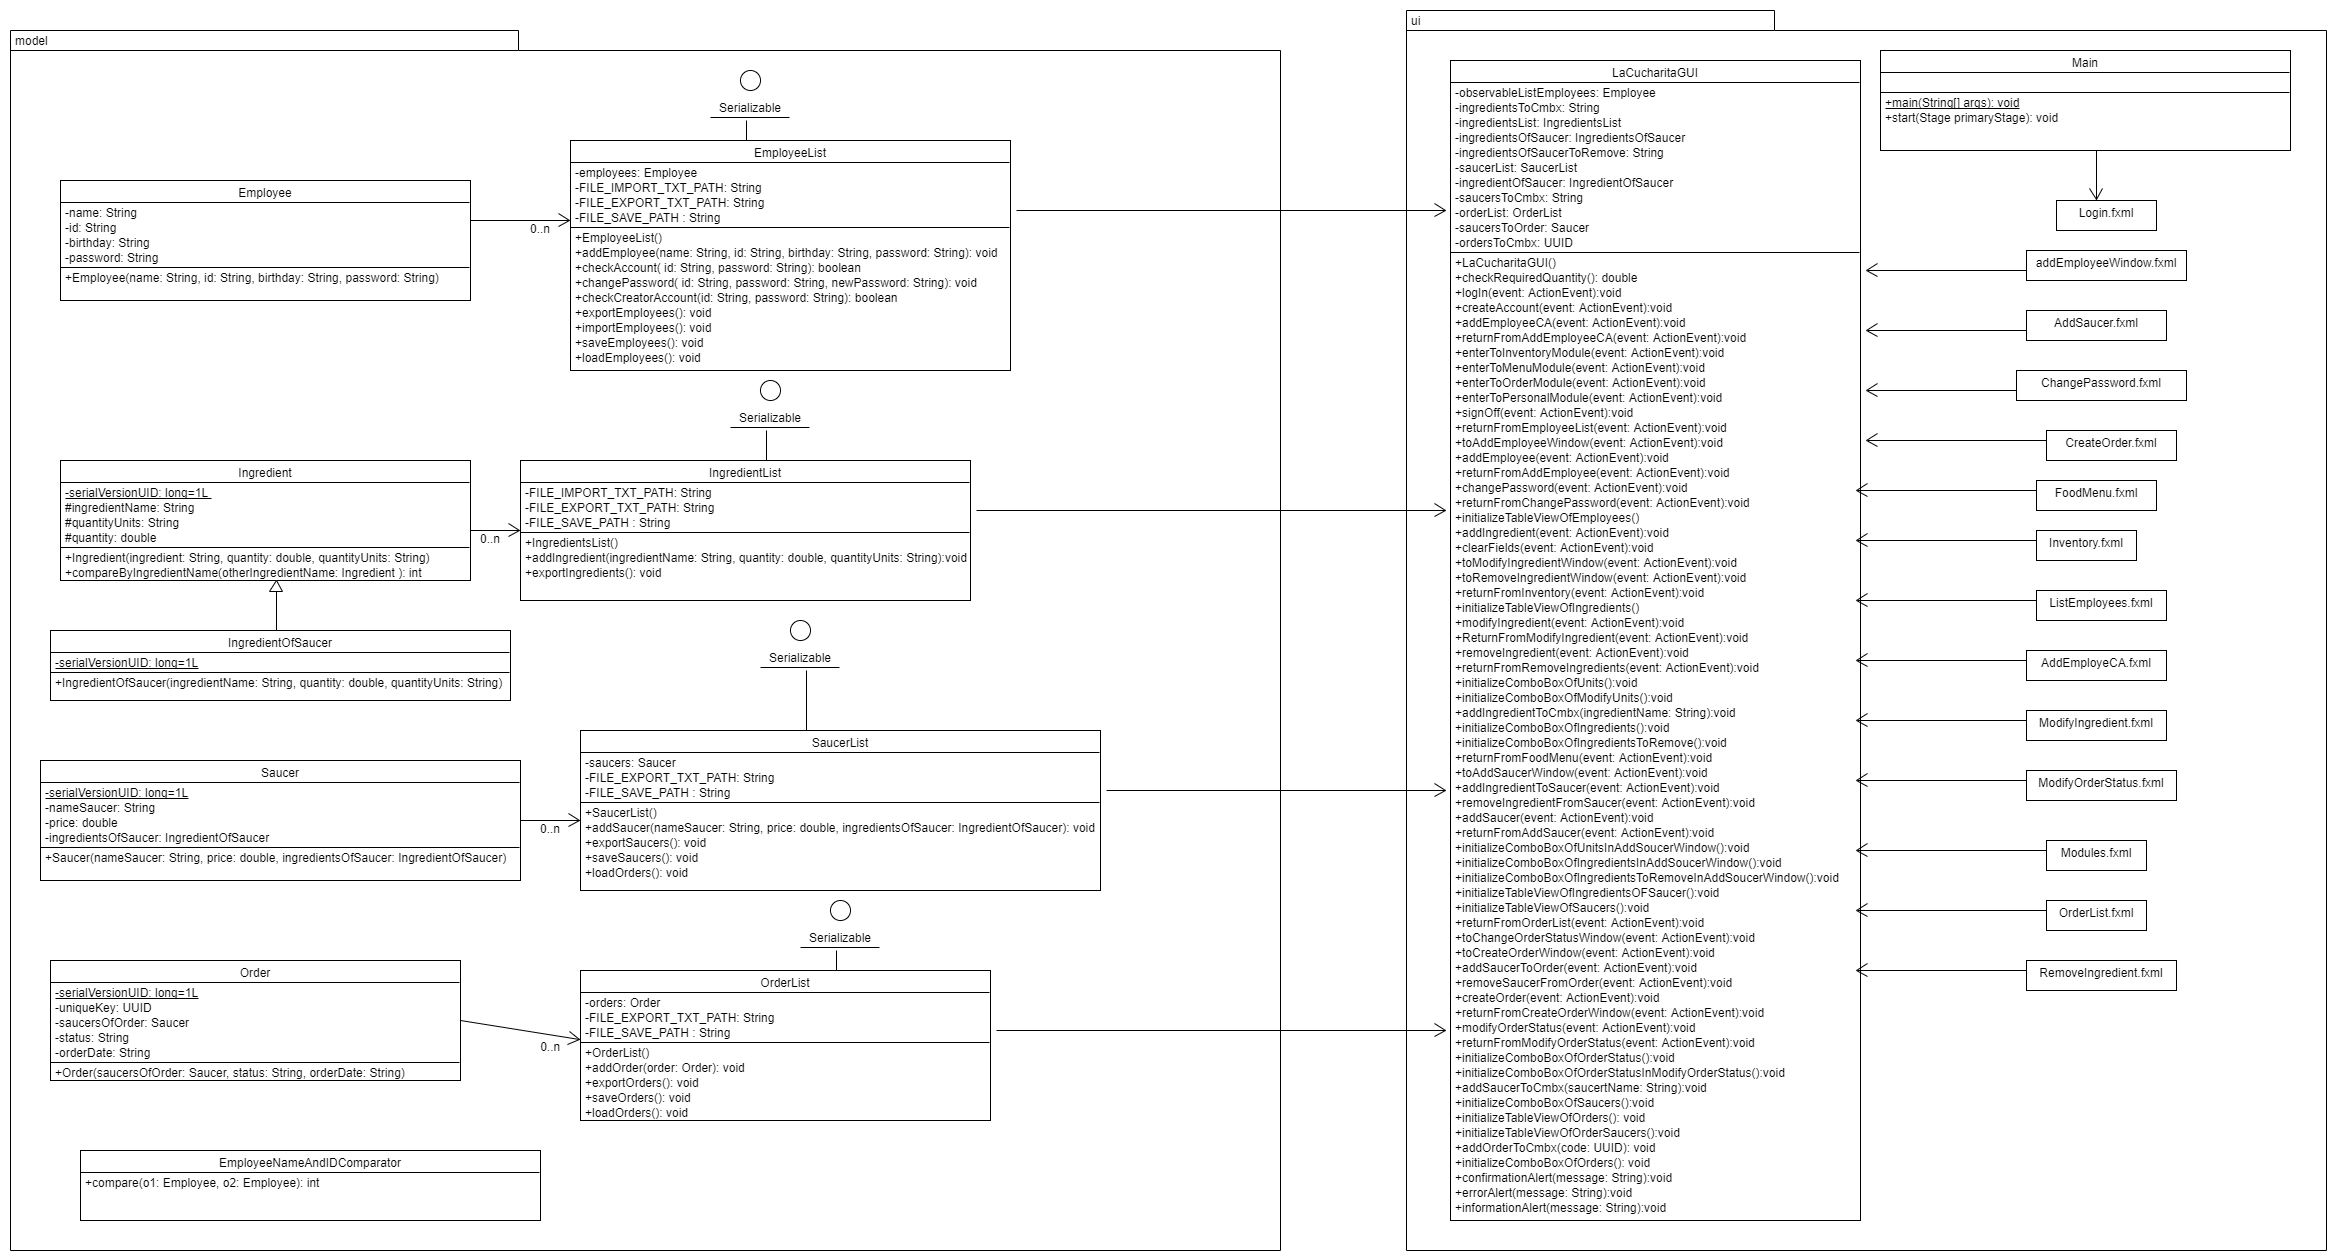 model
Serializable
EmployeeList
-employees: Employee
-FILE_IMPORT_TXT_PATH: String
-FILE_EXPORT_TXT_PATH: String
-FILE_SAVE_PATH : String
+EmployeeList()
+addEmployee(name: String, id: String, birthday: String, password: String): void
+checkAccount( id: String, password: String): boolean
+changePassword( id: String, password: String, newPassword: String): void
+checkCreatorAccount(id: String, password: String): boolean
+exportEmployees(): void
+importEmployees(): void
+saveEmployees(): void
+loadEmployees(): void
Employee
-name: String
-id: String
-birthday: String
-password: String
+Employee(name: String, id: String, birthday: String, password: String)
0..n
Serializable
Ingredient
-serialVersionUID: long=1L
#ingredientName: String
#quantityUnits: String
#quantity: double
+Ingredient(ingredient: String, quantity: double, quantityUnits: String)
+compareByIngredientName(otherIngredientName: Ingredient ): int
0..n
IngredientList
-FILE_IMPORT_TXT_PATH: String
-FILE_EXPORT_TXT_PATH: String
-FILE_SAVE_PATH : String
+IngredientsList()
+addIngredient(ingredientName: String, quantity: double, quantityUnits: String):void
+exportIngredients(): void
IngredientOfSaucer
-serialVersionUID: long=1L
+IngredientOfSaucer(ingredientName: String, quantity: double, quantityUnits: String)
Serializable
Saucer
-serialVersionUID: long=1L
-nameSaucer: String
-price: double
-ingredientsOfSaucer: IngredientOfSaucer
+Saucer(nameSaucer: String, price: double, ingredientsOfSaucer: IngredientOfSaucer)
0..n
SaucerList
-saucers: Saucer
-FILE_EXPORT_TXT_PATH: String
-FILE_SAVE_PATH : String
+SaucerList()
+addSaucer(nameSaucer: String, price: double, ingredientsOfSaucer: IngredientOfSaucer): void
+exportSaucers(): void
+saveSaucers(): void
+loadOrders(): void
Serializable
Order
-serialVersionUID: long=1L
-uniqueKey: UUID
-saucersOfOrder: Saucer
-status: String
-orderDate: String
+Order(saucersOfOrder: Saucer, status: String, orderDate: String)
0..n
OrderList
-orders: Order
-FILE_EXPORT_TXT_PATH: String
-FILE_SAVE_PATH : String
+OrderList()
+addOrder(order: Order): void
+exportOrders(): void
+saveOrders(): void
+loadOrders(): void
EmployeeNameAndIDComparator
+compare(o1: Employee, o2: Employee): int
ui
LaCucharitaGUI
-observableListEmployees: Employee
-ingredientsToCmbx: String
-ingredientsList: IngredientsList
-ingredientsOfSaucer: IngredientsOfSaucer
-ingredientsOfSaucerToRemove: String
-saucerList: SaucerList
-ingredientOfSaucer: IngredientOfSaucer
-saucersToCmbx: String
-orderList: OrderList
-saucersToOrder: Saucer
-ordersToCmbx: UUID
+LaCucharitaGUI()
+checkRequiredQuantity(): double
+logIn(event: ActionEvent):void
+createAccount(event: ActionEvent):void
+addEmployeeCA(event: ActionEvent):void
+returnFromAddEmployeeCA(event: ActionEvent):void
+enterToInventoryModule(event: ActionEvent):void
+enterToMenuModule(event: ActionEvent):void
+enterToOrderModule(event: ActionEvent):void
+enterToPersonalModule(event: ActionEvent):void
+signOff(event: ActionEvent):void
+returnFromEmployeeList(event: ActionEvent):void
+toAddEmployeeWindow(event: ActionEvent):void
+addEmployee(event: ActionEvent):void
+returnFromAddEmployee(event: ActionEvent):void
+changePassword(event: ActionEvent):void
+returnFromChangePassword(event: ActionEvent):void
+initializeTableViewOfEmployees()
+addIngredient(event: ActionEvent):void
+clearFields(event: ActionEvent):void
+toModifyIngredientWindow(event: ActionEvent):void
+toRemoveIngredientWindow(event: ActionEvent):void
+returnFromInventory(event: ActionEvent):void
+initializeTableViewOfIngredients()
+modifyIngredient(event: ActionEvent):void
+ReturnFromModifyIngredient(event: ActionEvent):void
+removeIngredient(event: ActionEvent):void
+returnFromRemoveIngredients(event: ActionEvent):void
+initializeComboBoxOfUnits():void
+initializeComboBoxOfModifyUnits():void
+addIngredientToCmbx(ingredientName: String):void
+initializeComboBoxOfIngredients():void
+initializeComboBoxOfIngredientsToRemove():void
+returnFromFoodMenu(event: ActionEvent):void
+toAddSaucerWindow(event: ActionEvent):void
+addIngredientToSaucer(event: ActionEvent):void
+removeIngredientFromSaucer(event: ActionEvent):void
+addSaucer(event: ActionEvent):void
+returnFromAddSaucer(event: ActionEvent):void
+initializeComboBoxOfUnitsInAddSoucerWindow():void
+initializeComboBoxOfIngredientsInAddSoucerWindow():void
+initializeComboBoxOfIngredientsToRemoveInAddSoucerWindow():void
+initializeTableViewOfIngredientsOFSaucer():void
+initializeTableViewOfSaucers():void
+returnFromOrderList(event: ActionEvent):void
+toChangeOrderStatusWindow(event: ActionEvent):void
+toCreateOrderWindow(event: ActionEvent):void
+addSaucerToOrder(event: ActionEvent):void
+removeSaucerFromOrder(event: ActionEvent):void
+createOrder(event: ActionEvent):void
+returnFromCreateOrderWindow(event: ActionEvent):void
+modifyOrderStatus(event: ActionEvent):void
+returnFromModifyOrderStatus(event: ActionEvent):void
+initializeComboBoxOfOrderStatus():void
+initializeComboBoxOfOrderStatusInModifyOrderStatus():void
+addSaucerToCmbx(saucertName: String):void
+initializeComboBoxOfSaucers():void
+initializeTableViewOfOrders(): void
+initializeTableViewOfOrderSaucers():void
+addOrderToCmbx(code: UUID): void
+initializeComboBoxOfOrders(): void
+confirmationAlert(message: String):void
+errorAlert(message: String):void
+informationAlert(message: String):void
Main
+main(String[] args): void
+start(Stage primaryStage): void
Login.fxml
addEmployeeWindow.fxml
AddSaucer.fxml
ChangePassword.fxml
CreateOrder.fxml
FoodMenu.fxml
Inventory.fxml
ListEmployees.fxml
AddEmployeCA.fxml
ModifyIngredient.fxml
ModifyOrderStatus.fxml
Modules.fxml
OrderList.fxml
RemoveIngredient.fxml